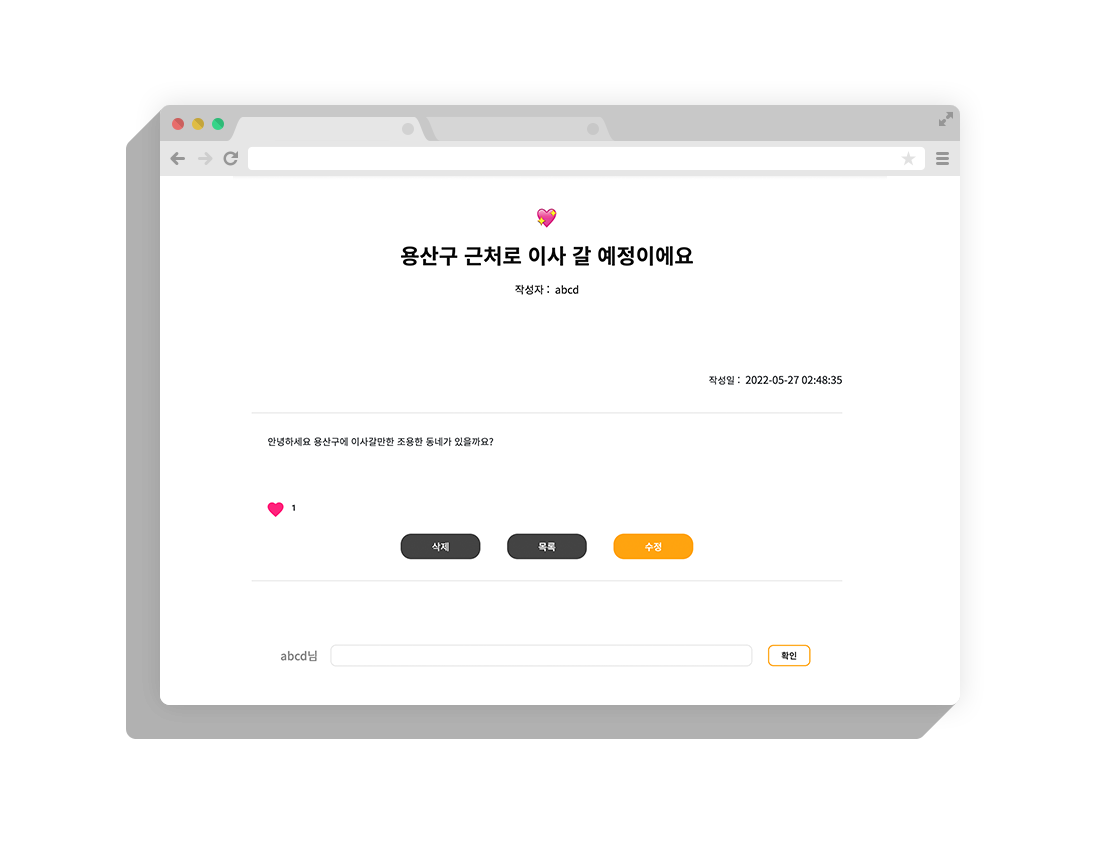 용산구 근처로 이사 갈 예정이에요
작성자 : abcd
작성일 : 2022-05-27 02:48:35
안녕하세요 용산구에 이사갈만한 조용한 동네가 있을까요?
1
삭제 목록 수정
abcd님 확인